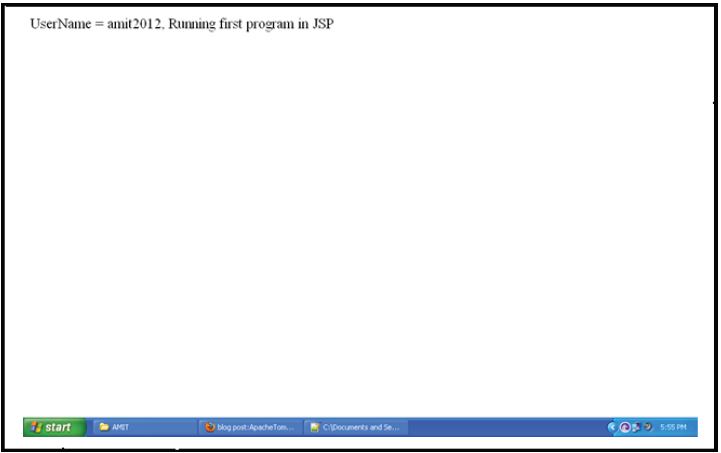 UserName = amit2012, Running first program in JSP
start
AMIT
blog post:ApacheTom...
C:\Documents and Se...
5:55 PM